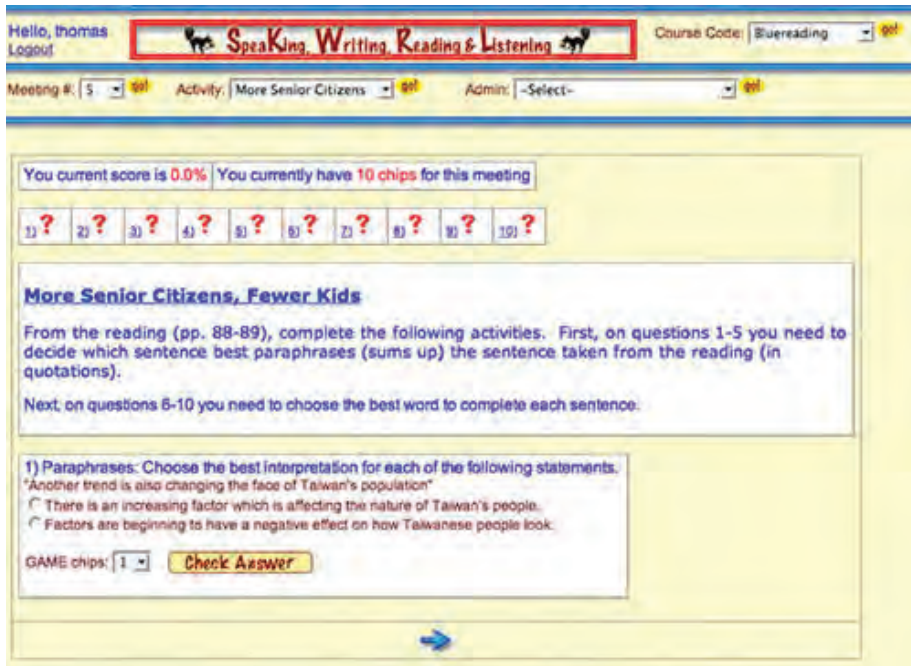 Hello, thomas
Logout
SpeaKing, Writing, Reading & Listening
Course Code: Bluereading go!
Meeting #: 5 go! Activity: More Senior Citizens go! Admin: -Select- go!
You current score is 0.0% You currently have 10 chips for this meeting
1) ? 2) ? 3) ? 4) ? 5) ? 6) ? 7) ? 8) ? 9) ? 10) ?
More Senior Citizens, Fewer Kids
From the reading (pp. 88-89), complete the following activities. First, on questions 1-5 you need to
decide which sentence best paraphrases (sums up) the sentence taken from the reading (in
quotations).
Next, on questions 6-10 you need to choose the best word to complete each sentence.
1) Paraphrases: Choose the best interpretation for each of the following statements.
"Another trend is also changing the face of Taiwan's population"
There is an increasing factor which is affecting the nature of Taiwan's people.
Factors are beginning to have a negative effect on how Taiwanese people look.
GAME chips: 1 Check Answer